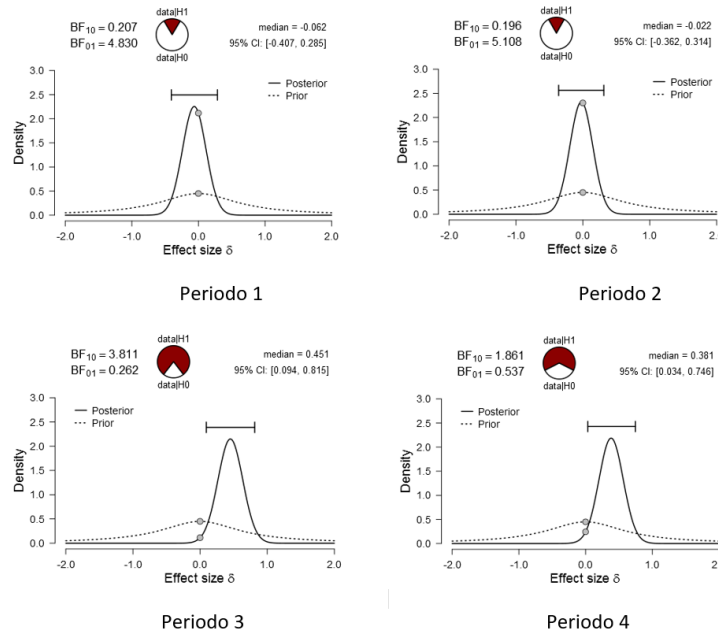 BF10 = 0.207
BF01 = 4.830
data|H1
data|H0
median = -0.062
95% CI: [-0.407, 0.285]
3.0
2.5
2.0
1.5
1.0
0.5
0.0
Density
Posterior
Prior
-2.0 -1.0 0.0 1.0 2.0
Effect size δ
Periodo 1
BF10 = 0.196
BF01 = 5.108
data|H1
data|H0
median = -0.022
95% CI: [-0.362, 0.314]
3.0
2.5
2.0
1.5
1.0
0.5
0.0
Density
Posterior
Prior
-2.0 -1.0 0.0 1.0 2.
Effect size δ
Periodo 2
BF10 = 3.811
BF01 = 0.262
data|H1
data|H0
median = 0.451
95% CI: [0.094, 0.815]
3.0
2.5
2.0
1.5
1.0
0.5
0.0
Density
Posterior
Prior
-2.0 -1.0 0.0 1.0 2.0
Effect size δ
Periodo 3
BF10 = 1.861
BF01 = 0.537
data|H1
data|H0
median = 0.381
95% CI: [0.034, 0.746]
3.0
2.5
2.0
1.5
1.0
0.5
0.0
Density
Posterior
Prior
-2.0 -1.0 0.0 1.0 2.
Effect size δ
Periodo 4